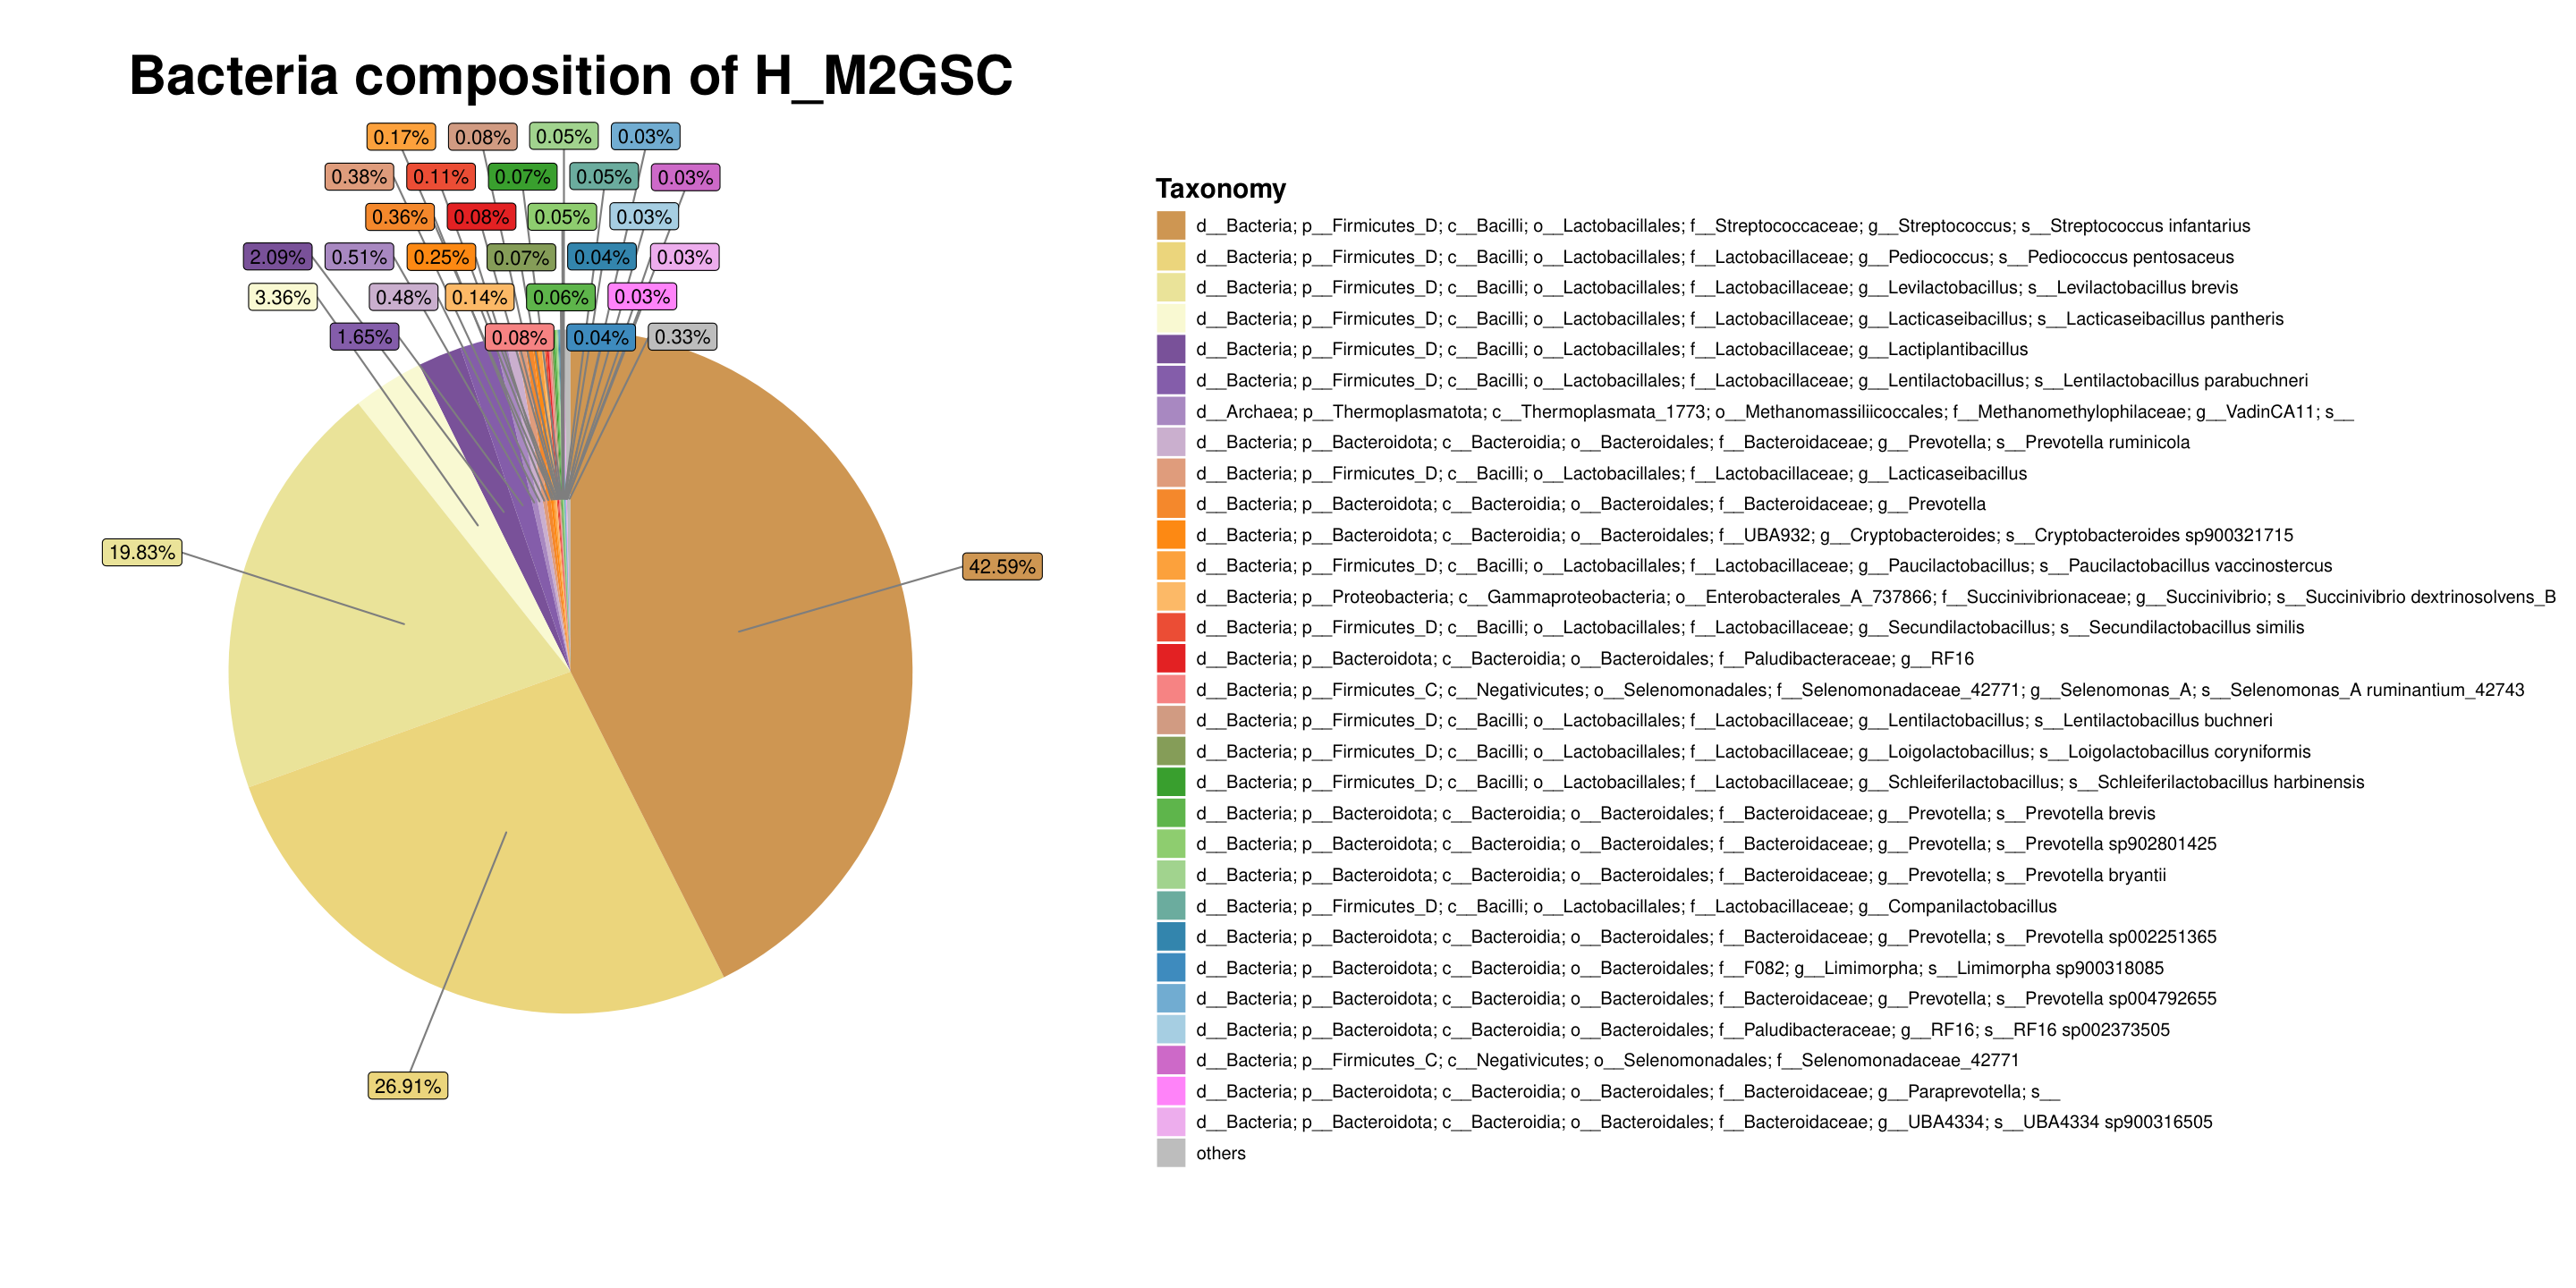 Bacteria composition of H_M2GSC
0.17% 0.08% 0.05% 0.03%
0.38% 0.11% 0.07% 0.05% 0.03%
0.36% 0.08% 0.05% 0.03%
2.09% 0.51% 0.25% 0.07% 0.04% 0.03%
3.36% 0.48% 0.14% 0.06% 0.03%
1.65% 0.08% 0.04% 0.33%
19.83%
42.59%
26.91%
Taxonomy
d__Bacteria; p__Firmicutes_D; c__Bacilli; o__Lactobacillales; f__Streptococcaceae; g__Streptococcus; s__Streptococcus infantarius
d__Bacteria; p__Firmicutes_D; c__Bacilli; o__Lactobacillales; f__Lactobacillaceae; g__Pediococcus; s__Pediococcus pentosaceus
d__Bacteria; p__Firmicutes_D; c__Bacilli; o__Lactobacillales; f__Lactobacillaceae; g__Levilactobacillus; s__Levilactobacillus brevis
d__Bacteria; p__Firmicutes_D; c__Bacilli; o__Lactobacillales; f__Lactobacillaceae; g__Lacticaseibacillus; s__Lacticaseibacillus pantheris
d__Bacteria; p__Firmicutes_D; c__Bacilli; o__Lactobacillales; f__Lactobacillaceae; g__Lactiplantibacillus
d__Bacteria; p__Firmicutes_D; c__Bacilli; o__Lactobacillales; f__Lactobacillaceae; g__Lentilactobacillus; s__Lentilactobacillus parabuchneri
d__Archaea; p__Thermoplasmatota; c__Thermoplasmata_1773; o__Methanomassiliicoccales; f__Methanomethylophilaceae; g__VadinCA11; s__
d__Bacteria; p__Bacteroidota; c__Bacteroidia; o__Bacteroidales; f__Bacteroidaceae; g__Prevotella; s__Prevotella ruminicola
d__Bacteria; p__Firmicutes_D; c__Bacilli; o__Lactobacillales; f__Lactobacillaceae; g__Lacticaseibacillus
d__Bacteria; p__Bacteroidota; c__Bacteroidia; o__Bacteroidales; f__Bacteroidaceae; g__Prevotella
d__Bacteria; p__Bacteroidota; c__Bacteroidia; o__Bacteroidales; f__UBA932; g__Cryptobacteroides; s__Cryptobacteroides sp900321715
d__Bacteria; p__Firmicutes_D; c__Bacilli; o__Lactobacillales; f__Lactobacillaceae; g__Paucilactobacillus; s__Paucilactobacillus vaccinostercus
d__Bacteria; p__Proteobacteria; c__Gammaproteobacteria; o__Enterobacterales_A_737866; f__Succinivibrionaceae; g__Succinivibrio; s__Succinivibrio dextrinosolvens_B
d__Bacteria; p__Firmicutes_D; c__Bacilli; o__Lactobacillales; f__Lactobacillaceae; g__Secundilactobacillus; s__Secundilactobacillus similis
d__Bacteria; p__Bacteroidota; c__Bacteroidia; o__Bacteroidales; f__Paludibacteraceae; g__RF16
d__Bacteria; p__Firmicutes_C; c__Negativicutes; o__Selenomonadales; f__Selenomonadaceae_42771; g__Selenomonas_A; s__Selenomonas_A ruminantium_42743
d__Bacteria; p__Firmicutes_D; c__Bacilli; o__Lactobacillales; f__Lactobacillaceae; g__Lentilactobacillus; s__Lentilactobacillus buchneri
d__Bacteria; p__Firmicutes_D; c__Bacilli; o__Lactobacillales; f__Lactobacillaceae; g__Loigolactobacillus; s__Loigolactobacillus coryniformis
d__Bacteria; p__Firmicutes_D; c__Bacilli; o__Lactobacillales; f__Lactobacillaceae; g__Schleiferilactobacillus; s__Schleiferilactobacillus harbinensis
d__Bacteria; p__Bacteroidota; c__Bacteroidia; o__Bacteroidales; f__Bacteroidaceae; g__Prevotella; s__Prevotella brevis
d__Bacteria; p__Bacteroidota; c__Bacteroidia; o__Bacteroidales; f__Bacteroidaceae; g__Prevotella; s__Prevotella sp902801425
d__Bacteria; p__Bacteroidota; c__Bacteroidia; o__Bacteroidales; f__Bacteroidaceae; g__Prevotella; s__Prevotella bryantii
d__Bacteria; p__Firmicutes_D; c__Bacilli; o__Lactobacillales; f__Lactobacillaceae; g__Companilactobacillus
d__Bacteria; p__Bacteroidota; c__Bacteroidia; o__Bacteroidales; f__Bacteroidaceae; g__Prevotella; s__Prevotella sp002251365
d__Bacteria; p__Bacteroidota; c__Bacteroidia; o__Bacteroidales; f__F082; g__Limimorpha; s__Limimorpha sp900318085
d__Bacteria; p__Bacteroidota; c__Bacteroidia; o__Bacteroidales; f__Bacteroidaceae; g__Prevotella; s__Prevotella sp004792655
d__Bacteria; p__Bacteroidota; c__Bacteroidia; o__Bacteroidales; f__Paludibacteraceae; g__RF16; s__RF16 sp002373505
d__Bacteria; p__Firmicutes_C; c__Negativicutes; o__Selenomonadales; f__Selenomonadaceae_42771
d__Bacteria; p__Bacteroidota; c__Bacteroidia; o__Bacteroidales; f__Bacteroidaceae; g__Paraprevotella; s__
d__Bacteria; p__Bacteroidota; c__Bacteroidia; o__Bacteroidales; f__Bacteroidaceae; g__UBA4334; s__UBA4334 sp900316505
others